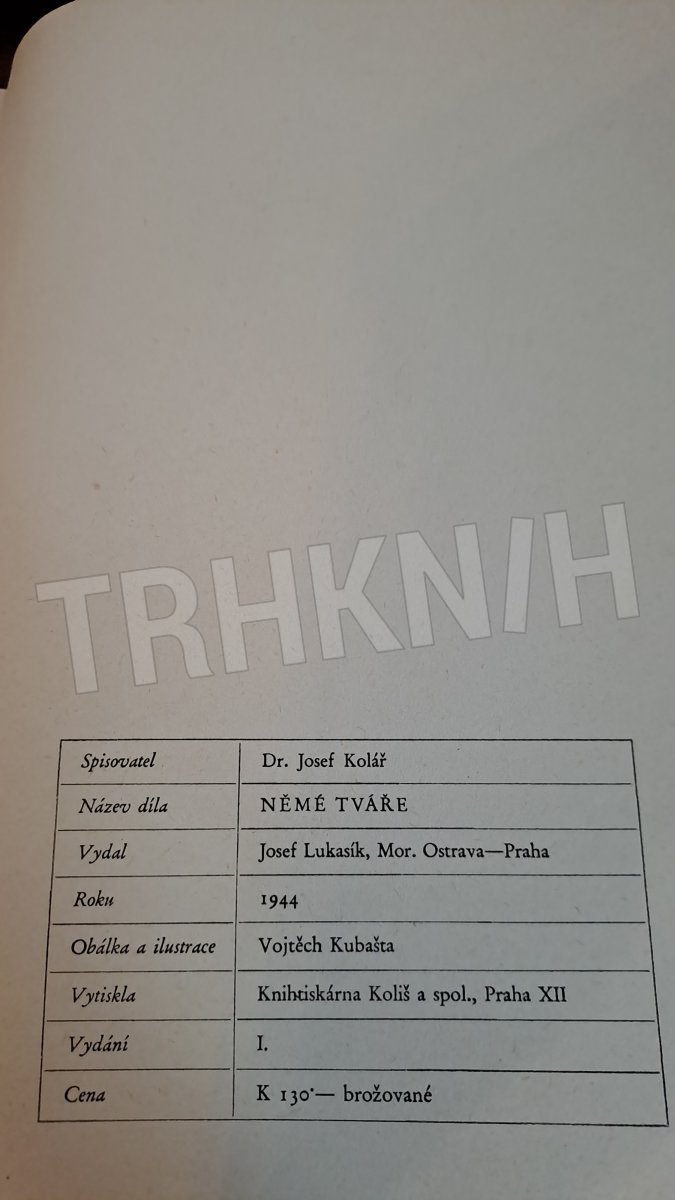 TRHKNIH
Spisovatel Dr. Josef Kolář
Název díla NĚMÉ TVÁŘE
Vydal Josef Lukasík, Mor. Ostrava—Praha
Roku 1944
Obálka a ilustrace Vojtěch Kubašta
Vytiskla Knihtiskárna Koliš a spol., Praha XII
Vydání I.
Cena K 130·— brožované